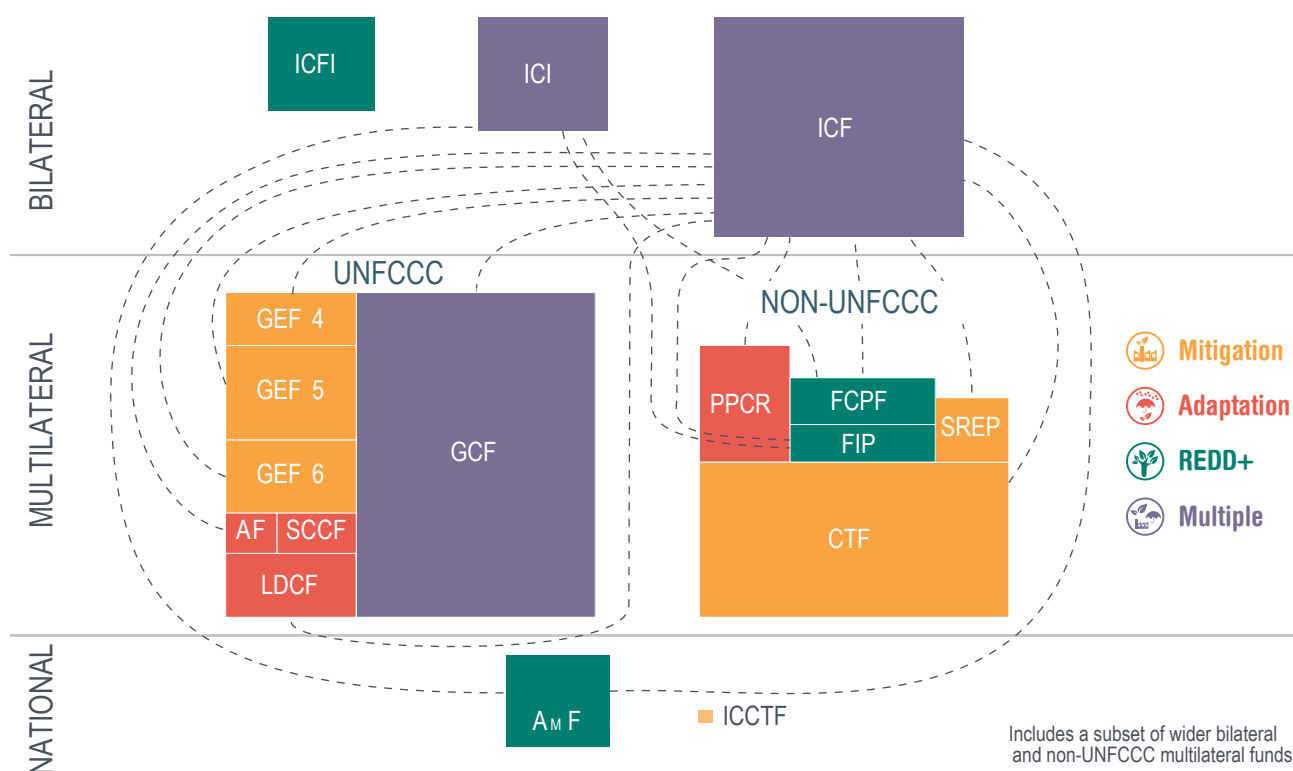 BILATERAL
ICFI
ICI
ICF
MULTILATERAL
UNFCCC
GEF 4
GEF 5
GEF 6
AF
SCCF
LDCF
GCF
NON-UNFCCC
PPCR
FCPF
FIP
SREP
CTF
Mitigation
Adaptation
REDD+
Multiple
NATIONAL
AMF
ICCTF
Includes a subset of wider bilateral
and non-UNFCCC multilateral funds